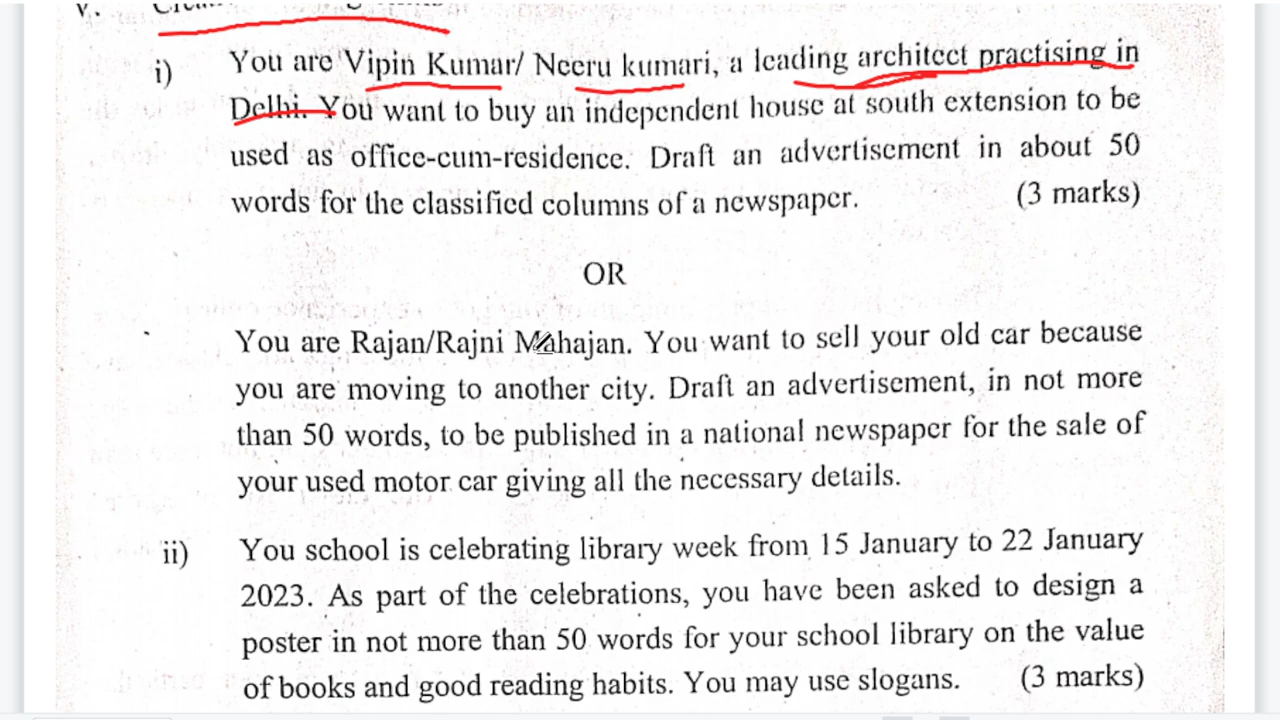 i) You are Vipin Kumar/ Neeru kumari, a leading architect practising in
Delhi. You want to buy an independent house at south extension to be
used as office-cum-residence. Draft an advertisement in about 50
words for the classified columns of a newspaper. (3 marks)
OR
You are Rajan/Rajni Mahajan. You want to sell your old car because
you are moving to another city. Draft an advertisement, in not more
than 50 words, to be published in a national newspaper for the sale of
your used motor car giving all the necessary details.
ii) You school is celebrating library week from 15 January to 22 January
2023. As part of the celebrations, you have been asked to design a
poster in not more than 50 words for your school library on the value
of books and good reading habits. You may use slogans. (3 marks)